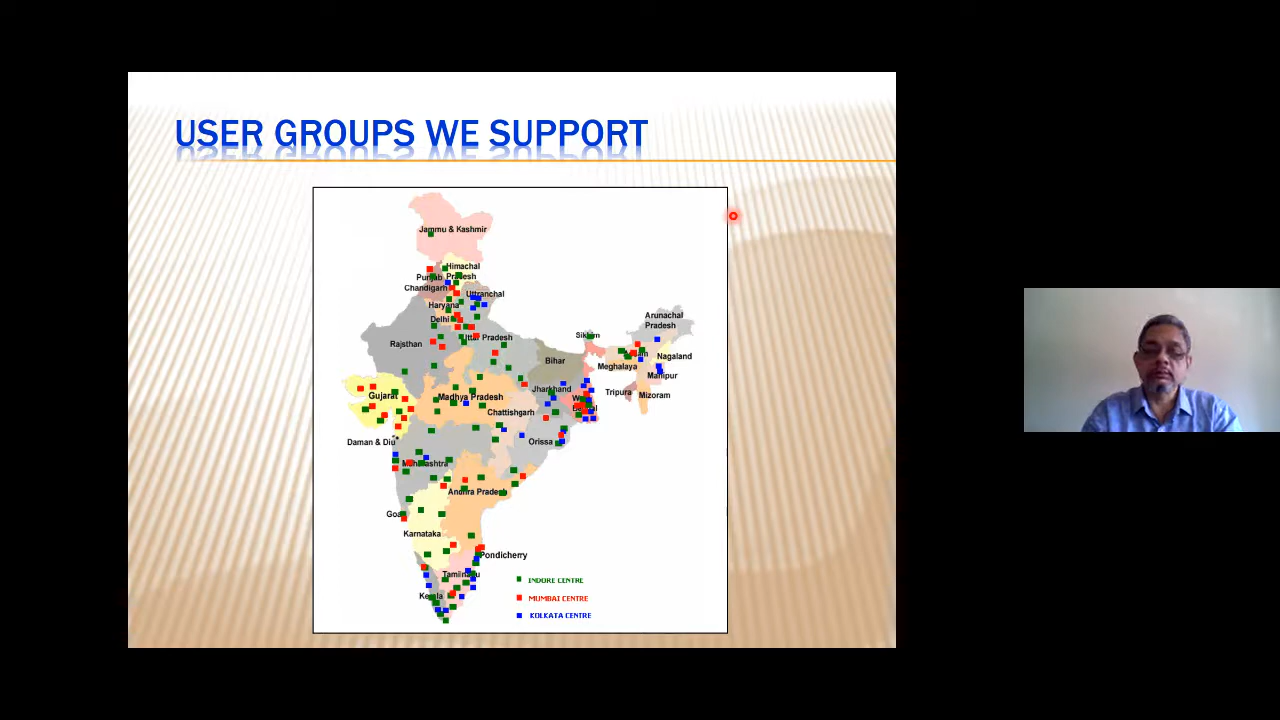 USER GROUPS WE SUPPORT
Jammu & Kashmir
Himachal
Pradesh
Punjab
Chandigarh
Uttranchal
Haryana
Delhi
Uttar Pradesh
Rajsthan
Bihar
Sikkim
Arunachal
Pradesh
Nagaland
Meghalaya
Manipur
Tripura
Mizoram
Jharkhand
Gujarat
Madhya Pradesh
Chattishgarh
Daman & Diu
Orissa
Andhra Pradesh
Goa
Karnataka
Pondicherry
Kerala
INDORE CENTRE
MUMBAI CENTRE
KOLKATA CENTRE